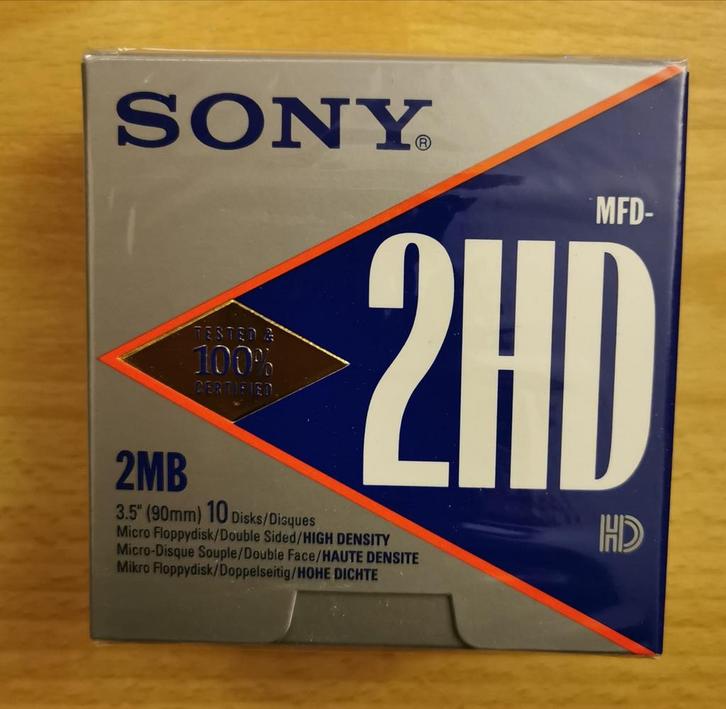 SONY®
MFD-
2HD
TESTED &
100%
CERTIFIED
2MB
3.5" (90mm) 10 Disks/Disques
Micro Floppydisk/Double Sided/HIGH DENSITY
Micro-Disque Souple/Double Face/HAUTE DENSITE
Mikro Floppydisk/Doppelseitig/HOHE DICHTE
HD